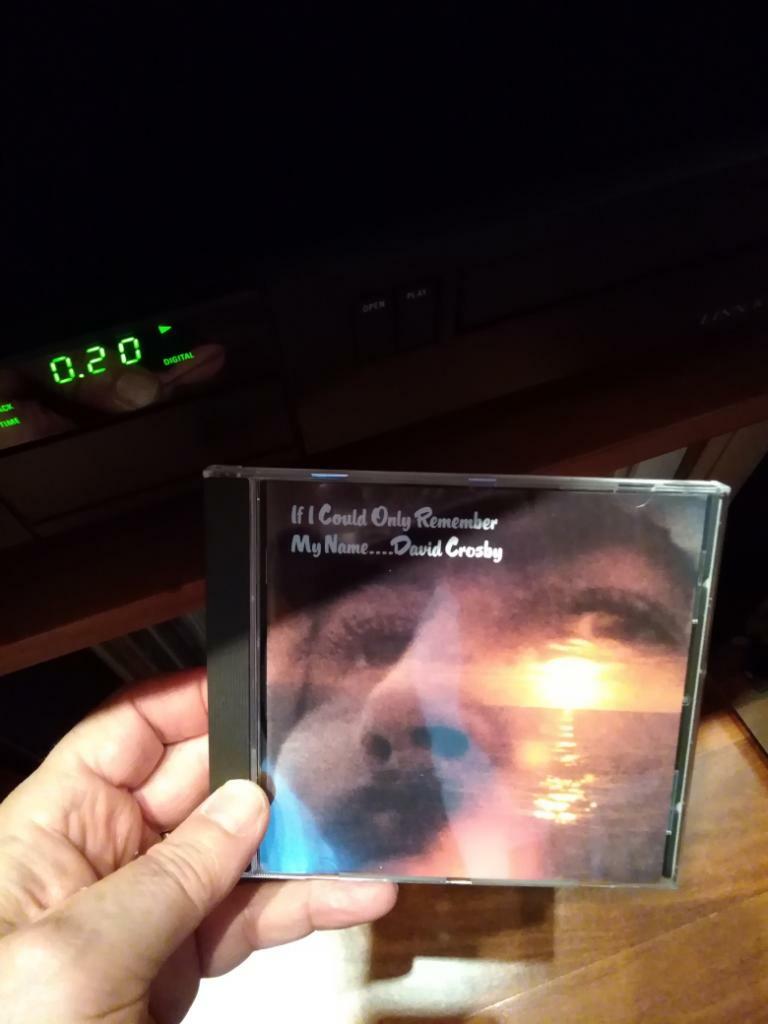 OPEN
PLAY
0.20
DIGITAL
TIME
If I Could Only Remember
My Name....David Crosby